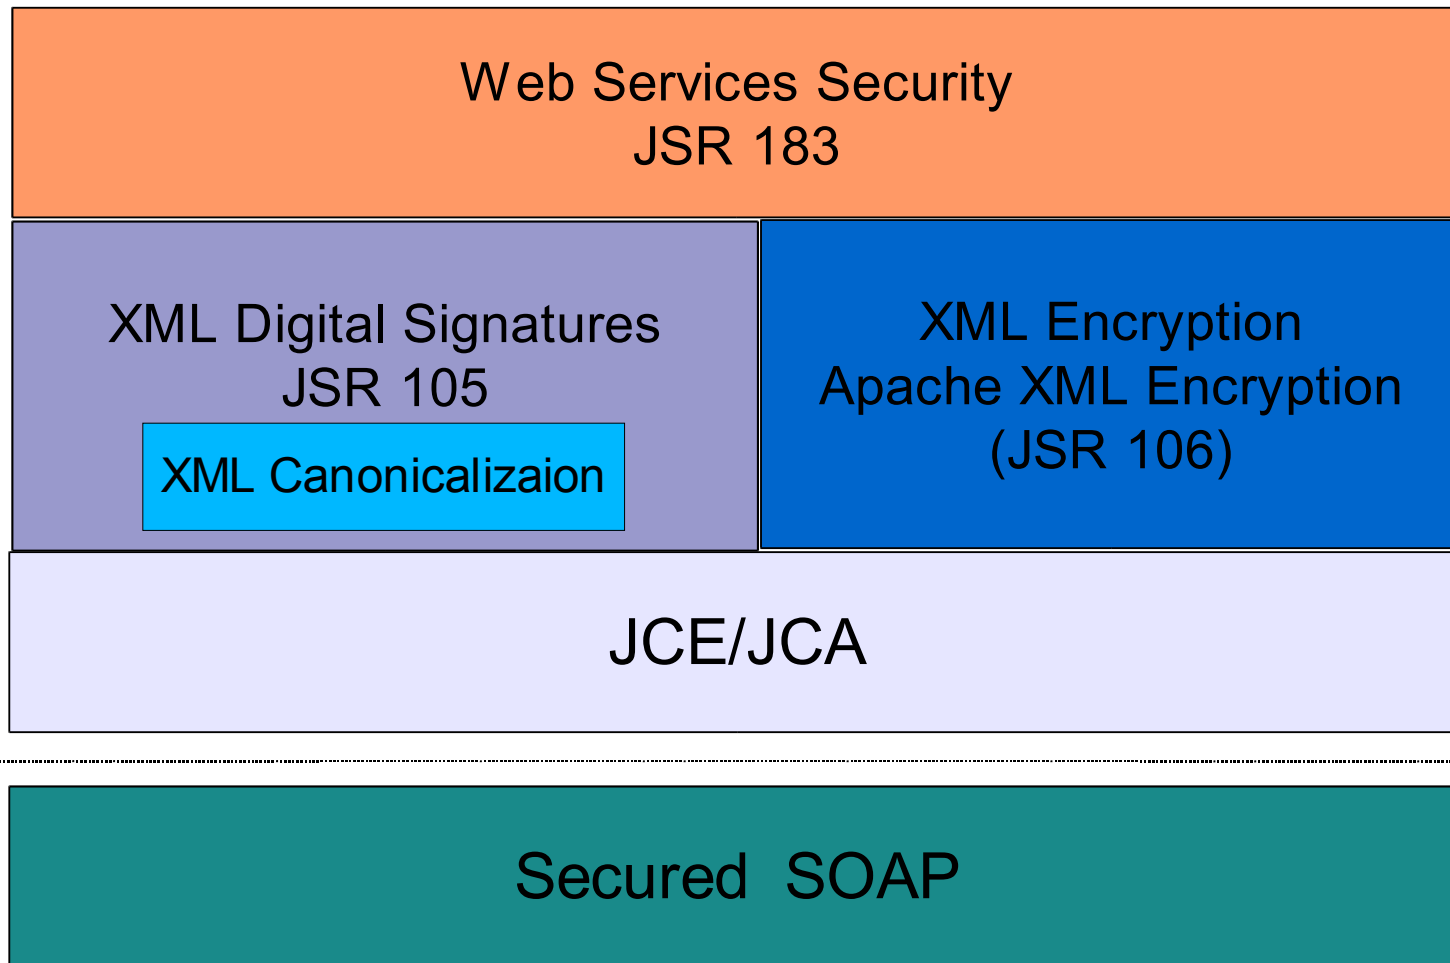 Web Services Security
JSR 183
XML Digital Signatures
JSR 105
XML Canonicalizaion
XML Encryption
Apache XML Encryption
(JSR 106)
JCE/JCA
Secured SOAP